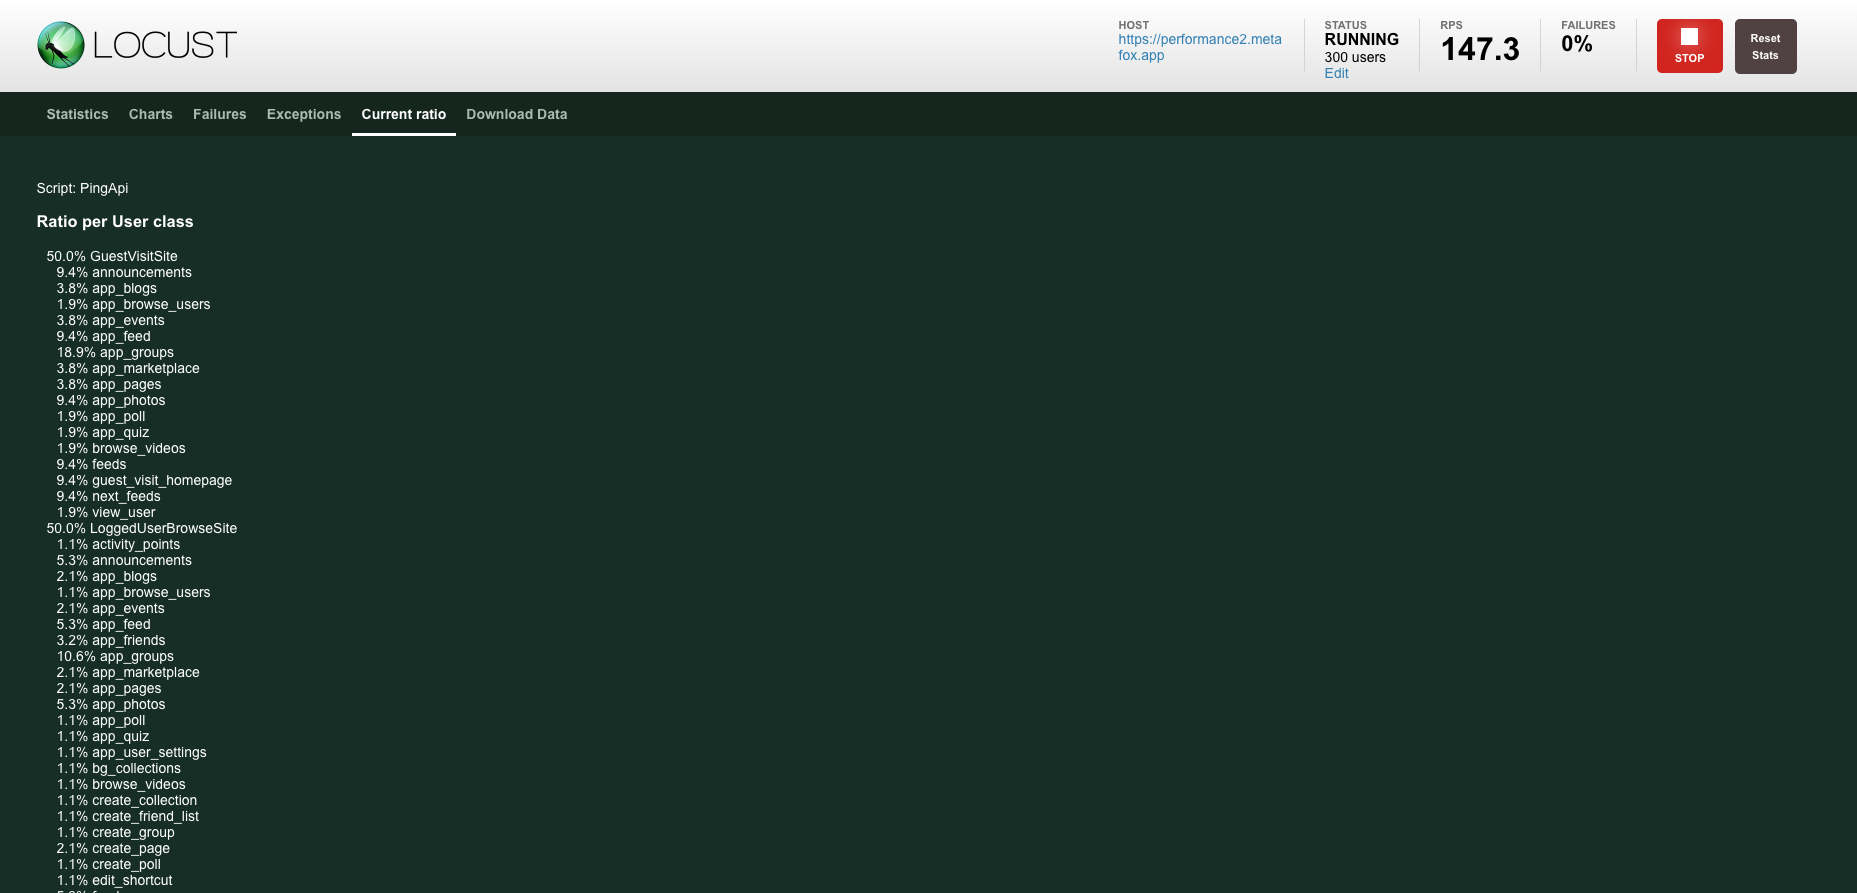 LOCUST
HOST
https://performance2.meta
fox.app
STATUS
RUNNING
300 users
Edit
RPS
147.3
FAILURES
0%
STOP
Reset
Stats
Statistics Charts Failures Exceptions Current ratio Download Data
Script: PingApi
Ratio per User class
50.0% GuestVisitSite
9.4% announcements
3.8% app_blogs
1.9% app_browse_users
3.8% app_events
9.4% app_feed
18.9% app_groups
3.8% app_marketplace
3.8% app_pages
9.4% app_photos
1.9% app_poll
1.9% app_quiz
1.9% browse_videos
9.4% feeds
9.4% guest_visit_homepage
9.4% next_feeds
1.9% view_user
50.0% LoggedUserBrowseSite
1.1% activity_points
5.3% announcements
2.1% app_blogs
1.1% app_browse_users
2.1% app_events
5.3% app_feed
3.2% app_friends
10.6% app_groups
2.1% app_marketplace
2.1% app_pages
5.3% app_photos
1.1% app_poll
1.1% app_quiz
1.1% app_user_settings
1.1% bg_collections
1.1% browse_videos
1.1% create_collection
1.1% create_friend_list
1.1% create_group
2.1% create_page
1.1% create_poll
1.1% edit_shortcut